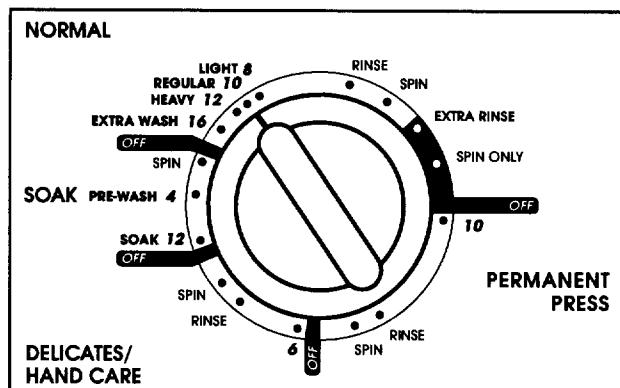 NORMAL
LIGHT 8
REGULAR 10
HEAVY 12
EXTRA WASH 16
OFF
SPIN
SOAK
PRE-WASH 4
SOAK 12
OFF
SPIN
RINSE
DELICATES/
HAND CARE
6
OFF
SPIN
RINSE
PERMANENT
PRESS
10
OFF
SPIN ONLY
EXTRA RINSE
SPIN
RINSE